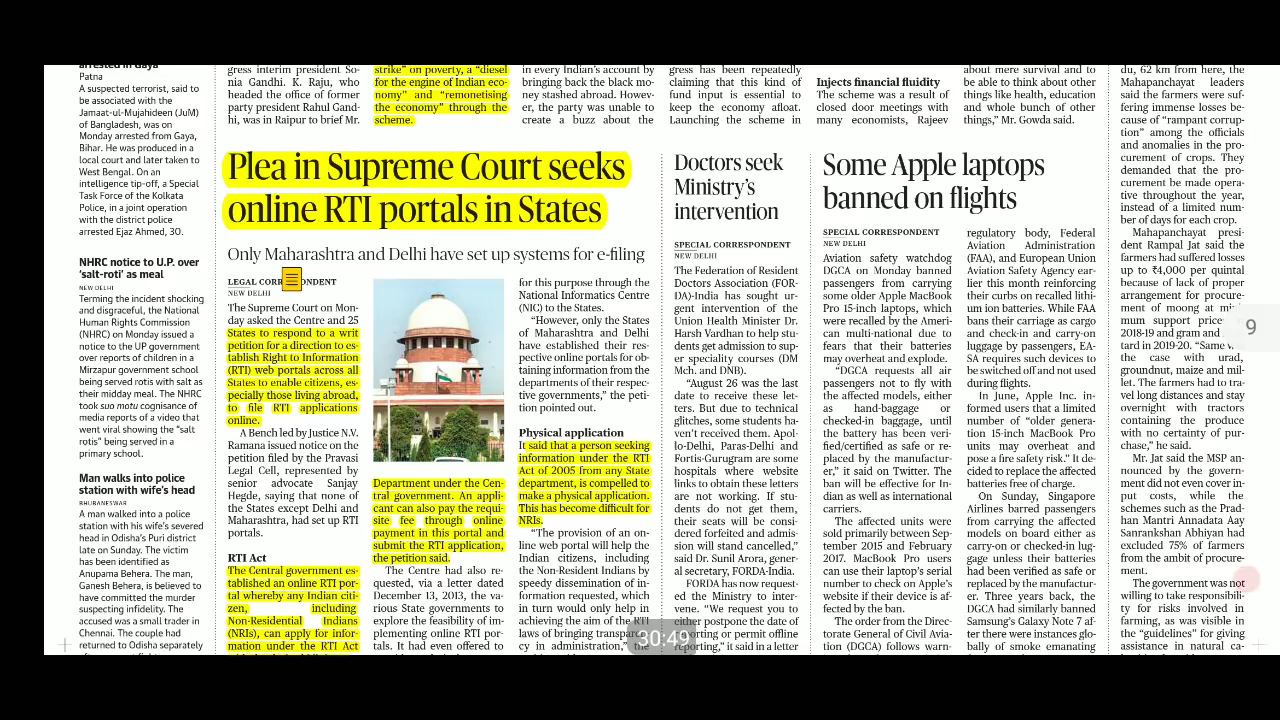 arrested in Gaya
Patna
A suspected terrorist, said to
be associated with the
Jamaat-ul-Mujahideen (JuM)
of Bangladesh, was on
Monday arrested from Gaya,
Bihar. He was produced in a
local court and later taken to
West Bengal. On an
intelligence tip-off, a Special
Task Force of the Kolkata
Police, in a joint operation
with the district police
arrested Ejaz Ahmed, 30.
NHRC notice to U.P. over
‘salt-roti’ as meal
NEW DELHI
Terming the incident shocking
and disgraceful, the National
Human Rights Commission
(NHRC) on Monday issued a
notice to the UP government
over reports of children in a
Mirzapur government school
being served rotis with salt as
their midday meal. The NHRC
took suo motu cognisance of
media reports of a video that
went viral showing the “salt
rotis” being served in a
primary school.
Man walks into police
station with wife’s head
BHUBANESWAR
A man walked into a police
station with his wife’s severed
head in Odisha’s Puri district
late on Sunday. The victim
has been identified as
Anupama Behera. The man,
Ganesh Behera, is believed to
have committed the murder
suspecting infidelity. The
accused was a small trader in
Chennai. The couple had
returned to Odisha separately
gress interim president So-
nia Gandhi. K. Raju, who
headed the office of former
party president Rahul Gand-
hi, was in Raipur to brief Mr.
strike” on poverty, a “diesel
for the engine of Indian eco-
nomy” and “remonetising
the economy” through the
scheme.
in every Indian’s account by
bringing back the black mo-
ney stashed abroad. Howev-
er, the party was unable to
create a buzz about the
gress has been repeatedly
claiming that this kind of
fund input is essential to
keep the economy afloat.
Launching the scheme in
Injects financial fluidity
The scheme was a result of
closed door meetings with
many economists, Rajeev
about mere survival and to
be able to think about other
things like health, education
and whole bunch of other
things,” Mr. Gowda said.
Plea in Supreme Court seeks
online RTI portals in States
Only Maharashtra and Delhi have set up systems for e-filing
LEGAL CORR ONDENT
NEW DELHI
The Supreme Court on Mon-
day asked the Centre and 25
States to respond to a writ
petition for a direction to es-
tablish Right to Information
(RTI) web portals across all
States to enable citizens, es-
pecially those living abroad,
to file RTI applications
online.
A Bench led by Justice N.V.
Ramana issued notice on the
petition filed by the Pravasi
Legal Cell, represented by
senior advocate Sanjay
Hegde, saying that none of
the States except Delhi and
Maharashtra, had set up RTI
portals.
RTI Act
The Central government es-
tablished an online RTI por-
tal whereby any Indian citi-
zen, including
Non-Residential Indians
(NRIs), can apply for infor-
mation under the RTI Act
Department under the Cen-
tral government. An appli-
cant can also pay the requi-
site fee through online
payment in this portal and
submit the RTI application,
the petition said.
The Centre had also re-
quested, via a letter dated
December 13, 2013, the va-
rious State governments to
explore the feasibility of im-
plementing online RTI por-
tals. It had even offered to
for this purpose through the
National Informatics Centre
(NIC) to the States.
“However, only the States
of Maharashtra and Delhi
have established their res-
pective online portals for ob-
taining information from the
departments of their respec-
tive governments,” the peti-
tion pointed out.
Physical application
It said that a person seeking
information under the RTI
Act of 2005 from any State
department, is compelled to
make a physical application.
This has become difficult for
NRIs.
“The provision of an on-
line web portal will help the
Indian citizens, including
the Non-Resident Indians by
speedy dissemination of in-
formation requested, which
in turn would only help in
achieving the aim of the RTI
laws of bringing
cy in administration,” the
Doctors seek
Ministry’s
intervention
SPECIAL CORRESPONDENT
NEW DELHI
The Federation of Resident
Doctors Association (FOR-
DA)-India has sought ur-
gent intervention of the
Union Health Minister Dr.
Harsh Vardhan to help stu-
dents get admission to sup-
er speciality courses (DM
Mch. and DNB).
“August 26 was the last
date to receive these let-
ters. But due to technical
glitches, some students ha-
ven’t received them. Apol-
lo-Delhi, Paras-Delhi and
Fortis-Gurugram are some
hospitals where website
links to obtain these letters
are not working. If stu-
dents do not get them,
their seats will be consi-
dered forfeited and admis-
sion will stand cancelled,”
said Dr. Sunil Arora, gener-
al secretary, FORDA-India.
FORDA has now request-
ed the Ministry to inter-
vene. “We request you to
either postpone the date of
or permit offline
reporting,” it said in a letter
Some Apple laptops
banned on flights
SPECIAL CORRESPONDENT
NEW DELHI
Aviation safety watchdog
DGCA on Monday banned
passengers from carrying
some older Apple MacBook
Pro 15-inch laptops, which
were recalled by the Ameri-
can multi-national due to
fears that their batteries
may overheat and explode.
“DGCA requests all air
passengers not to fly with
the affected models, either
as hand-baggage or
checked-in baggage, until
the battery has been veri-
fied/certified as safe or re-
placed by the manufactur-
er,” it said on Twitter. The
ban will be effective for In-
dian as well as international
carriers.
The affected units were
sold primarily between Sep-
tember 2015 and February
2017. MacBook Pro users
can use their laptop’s serial
number to check on Apple’s
website if their device is af-
fected by the ban.
The order from the Direc-
torate General of Civil Avia-
tion (DGCA) follows warn-
regulatory body, Federal
Aviation Administration
(FAA), and European Union
Aviation Safety Agency ear-
lier this month reinforcing
their curbs on recalled lithi-
um ion batteries. While FAA
bans their carriage as cargo
and check-in and carry-on
luggage by passengers, EA-
SA requires such devices to
be switched off and not used
during flights.
In June, Apple Inc. in-
formed users that a limited
number of “older genera-
tion 15-inch MacBook Pro
units may overheat and
pose a fire safety risk.” It de-
cided to replace the affected
batteries free of charge.
On Sunday, Singapore
Airlines barred passengers
from carrying the affected
models on board either as
carry-on or checked-in lug-
gage unless their batteries
had been verified as safe or
replaced by the manufactur-
er. Three years back, the
DGCA had similarly banned
Samsung’s Galaxy Note 7 af-
ter there were instances glo-
bally of smoke emanating
du, 62 km from here, the
Mahapanchayat leaders
said the farmers were suf-
fering immense losses be-
cause of “rampant corrup-
tion” among the officials
and anomalies in the pro-
curement of crops. They
demanded that the pro-
curement be made opera-
tive throughout the year,
instead of a limited num-
ber of days for each crop.
Mahapanchayat presi-
dent Rampal Jat said the
farmers had suffered losses
up to ₹4,000 per quintal
because of lack of proper
arrangement for procure-
ment of moong at mini-
mum support price
2018-19 and gram and
tard in 2019-20. “Same
the case with urad,
groundnut, maize and mil-
let. The farmers had to tra-
vel long distances and stay
overnight with tractors
containing the produce
with no certainty of pur-
chase,” he said.
Mr. Jat said the MSP an-
nounced by the govern-
ment did not even cover in-
put costs, while the
schemes such as the Prad-
han Mantri Annadata Aay
Sanrankshan Abhiyan had
excluded 75% of farmers
from the ambit of procure-
ment.
The government was not
willing to take responsibili-
ty for risks involved in
farming, as was visible in
the “guidelines” for giving
assistance in natural ca-
9
30:49